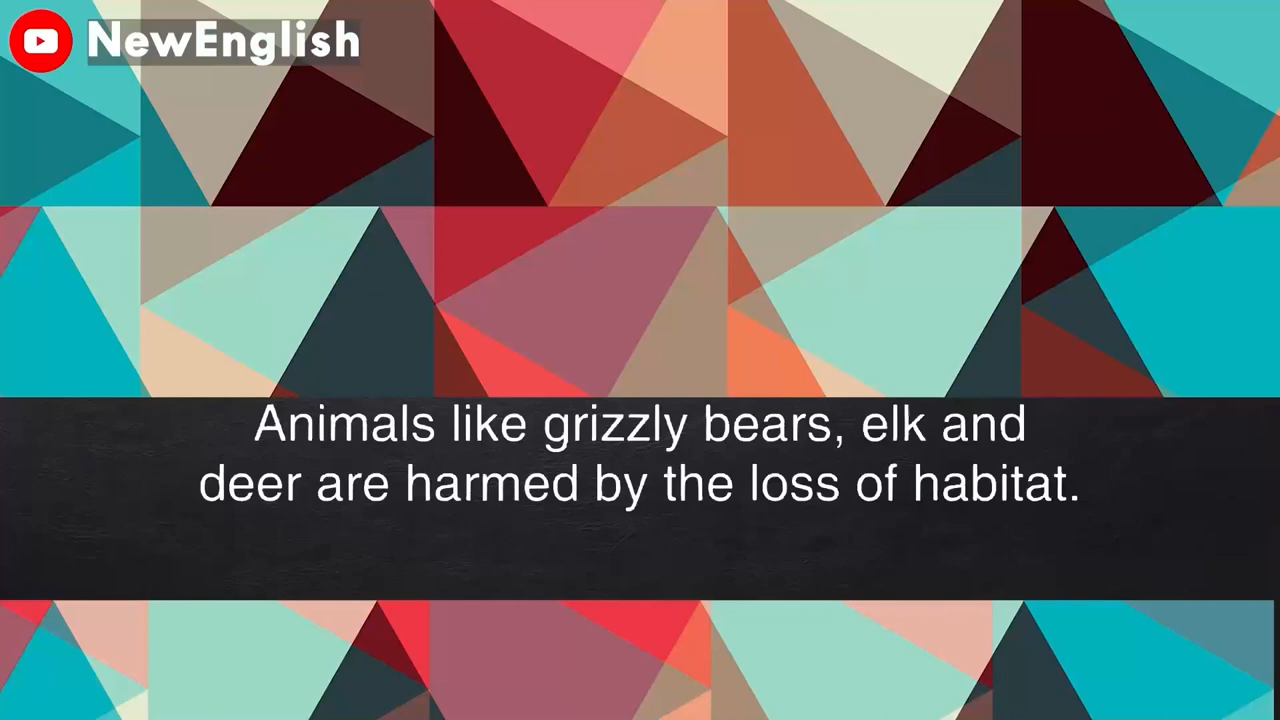 NewEnglish
Animals like grizzly bears, elk and
deer are harmed by the loss of habitat.